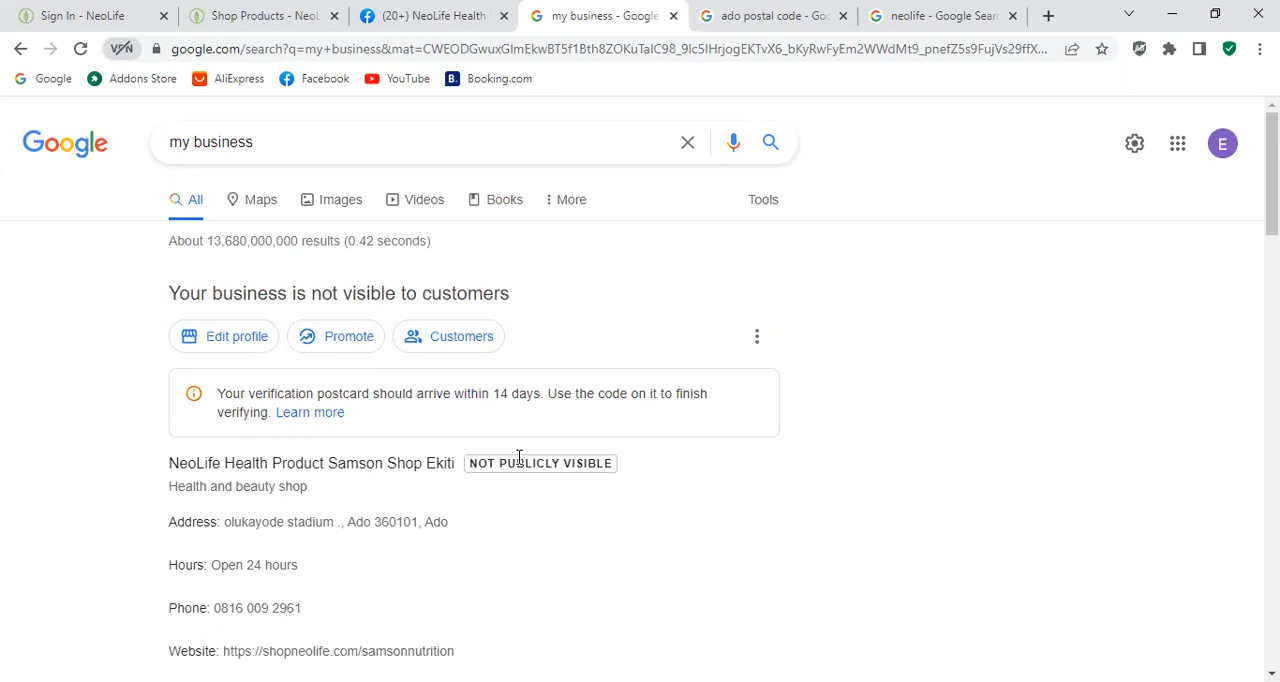 Sign In - NeoLife
Shop Products - NeoL
(20+) NeoLife Health
my business - Google
ado postal code - Goo
neolife - Google Sear
VPN
google.com/search?q=my+business&mat=CWEODGwuxGImEkwBT5f1Bth8ZOKuTalC98_9Ic5IHrjogEKTvX6_bKyRwFyEm2WWdMt9_pnefZ5s9FujVs29ffX...
Google
Addons Store
AliExpress
Facebook
YouTube
B. Booking.com
Google
my business
E
All
Maps
Images
Videos
Books
More
Tools
About 13,680,000,000 results (0.42 seconds)
Your business is not visible to customers
Edit profile
Promote
Customers
Your verification postcard should arrive within 14 days. Use the code on it to finish
verifying. Learn more
NeoLife Health Product Samson Shop Ekiti NOT PUBLICLY VISIBLE
Health and beauty shop
Address: olukayode stadium ., Ado 360101, Ado
Hours: Open 24 hours
Phone: 0816 009 2961
Website: https://shopneolife.com/samsonnutrition